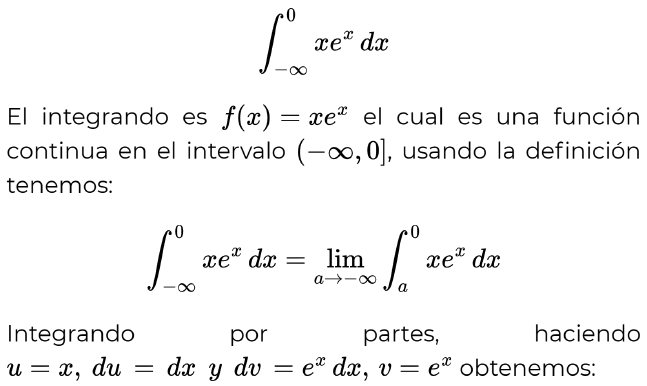 ∫_{-∞}^{0} xe^x dx
El integrando es f(x) = xe^x el cual es una función
continua en el intervalo (-∞, 0], usando la definición
tenemos:
∫_{-∞}^{0} xe^x dx = lim_{a→-∞} ∫_{a}^{0} xe^x dx
Integrando por partes, haciendo
u = x, du = dx y dv = e^x dx, v = e^x obtenemos: